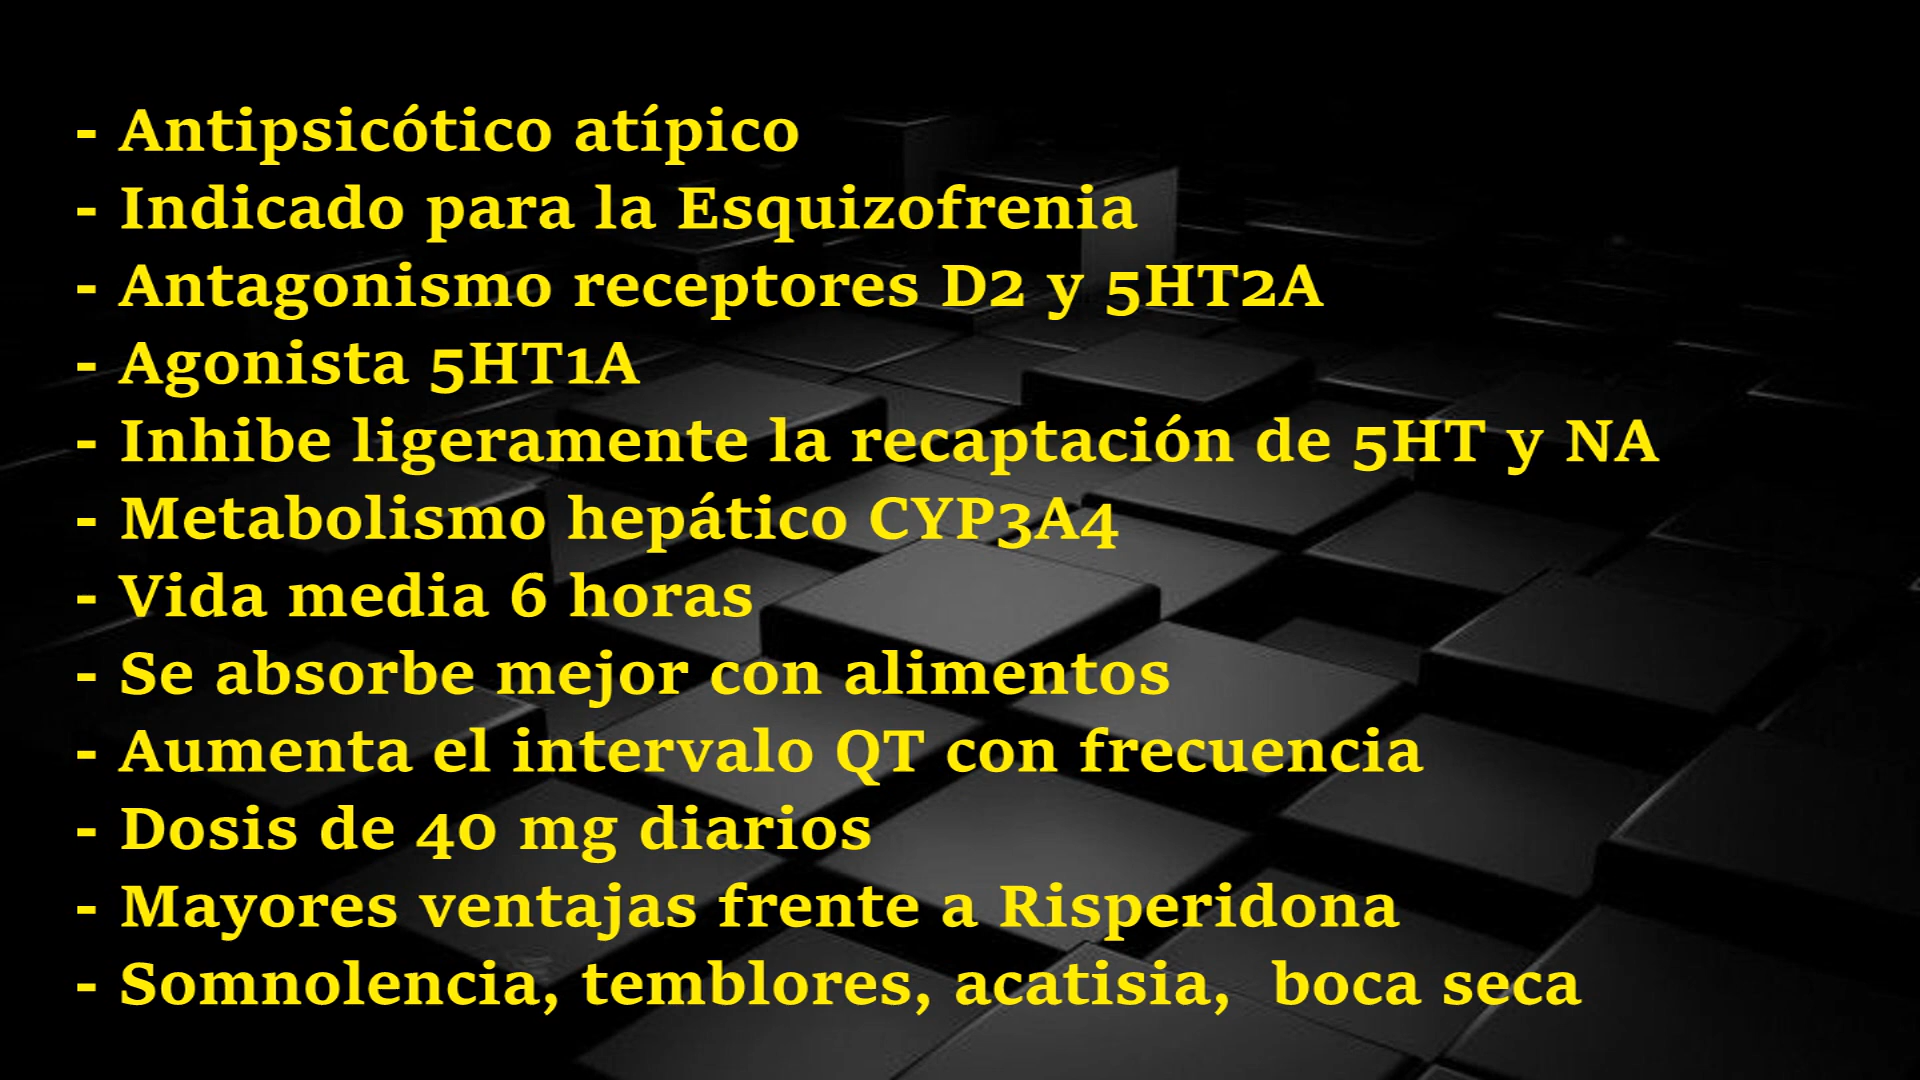 - Antipsicótico atípico
- Indicado para la Esquizofrenia
- Antagonismo receptores D2 y 5HT2A
- Agonista 5HT1A
- Inhibe ligeramente la recaptación de 5HT y NA
- Metabolismo hepático CYP3A4
- Vida media 6 horas
- Se absorbe mejor con alimentos
- Aumenta el intervalo QT con frecuencia
- Dosis de 40 mg diarios
- Mayores ventajas frente a Risperidona
- Somnolencia, temblores, acatisia,  boca seca